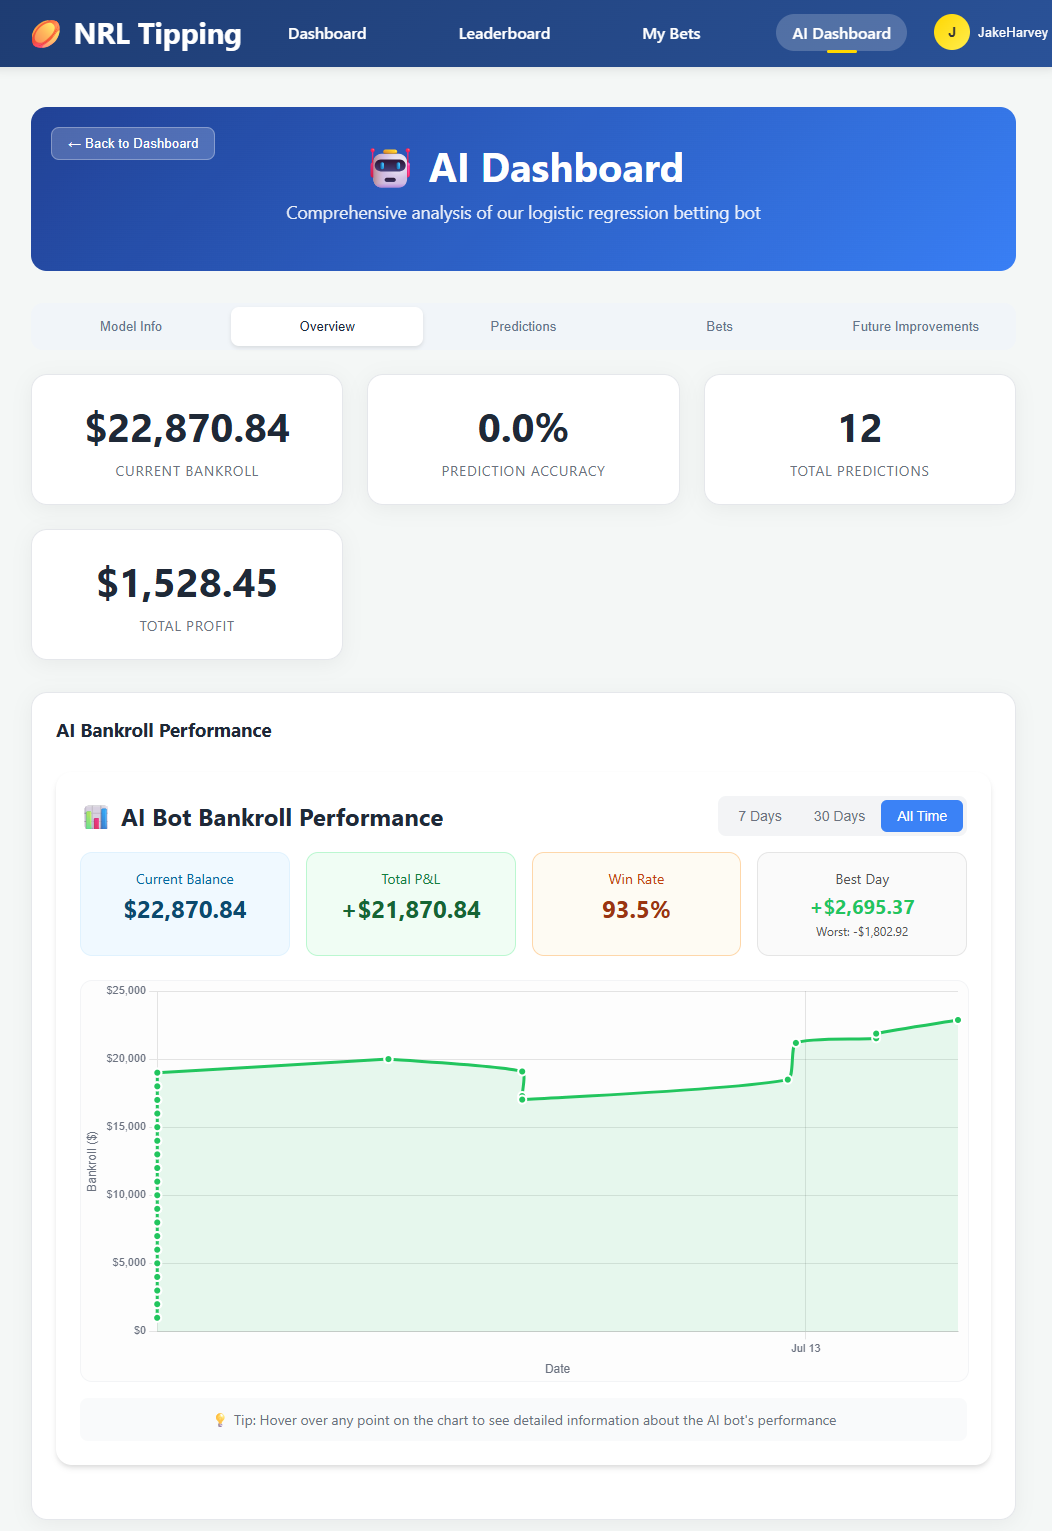 NRL Tipping
Dashboard
Leaderboard
My Bets
AI Dashboard
J
JakeHarvey
← Back to Dashboard
AI Dashboard
Comprehensive analysis of our logistic regression betting bot
Model Info
Overview
Predictions
Bets
Future Improvements
$22,870.84
CURRENT BANKROLL
0.0%
PREDICTION ACCURACY
12
TOTAL PREDICTIONS
$1,528.45
TOTAL PROFIT
AI Bankroll Performance
AI Bot Bankroll Performance
7 Days
30 Days
All Time
Current Balance
$22,870.84
Total P&L
+$21,870.84
Win Rate
93.5%
Best Day
+$2,695.37
Worst: -$1,802.92
$25,000
$20,000
$15,000
$10,000
$5,000
$0
Bankroll ($)
Jul 13
Date
Tip: Hover over any point on the chart to see detailed information about the AI bot's performance